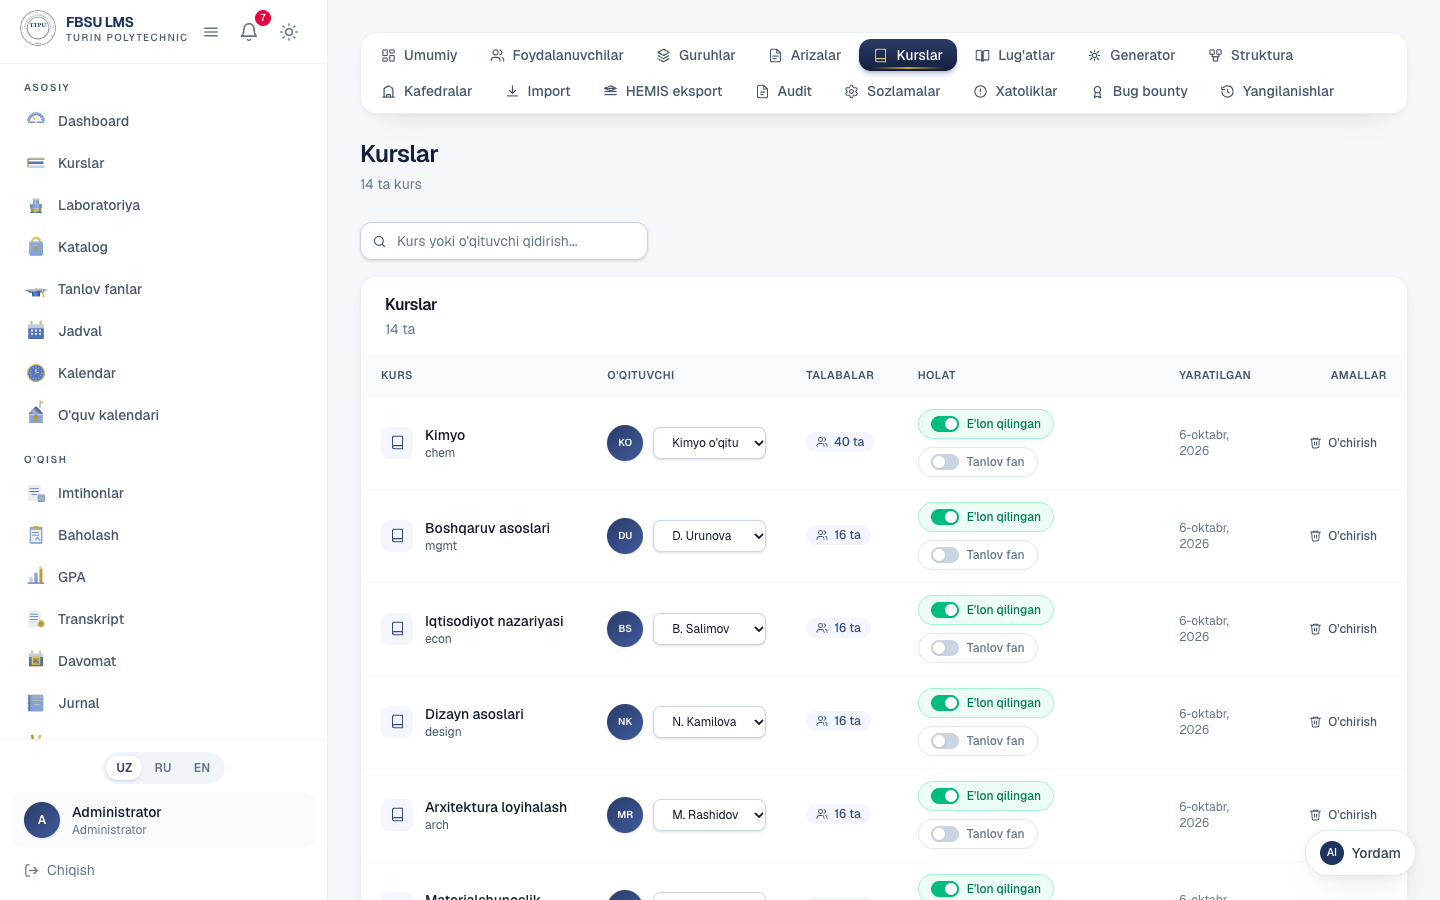 TTPU
FBSU LMS
TURIN POLYTECHNIC
7
ASOSIY
Dashboard
Kurslar
Laboratoriya
Katalog
Tanlov fanlar
Jadval
Kalendar
O'quv kalendari
O'QISH
Imtihonlar
Baholash
GPA
Transkript
Davomat
Jurnal
UZ RU EN
A
Administrator
Administrator
Chiqish
Umumiy Foydalanuvchilar Guruhlar Arizalar Kurslar Lug'atlar Generator Struktura
Kafedralar Import HEMIS eksport Audit Sozlamalar Xatoliklar Bug bounty Yangilanishlar
Kurslar
14 ta kurs
Kurs yoki o'qituvchi qidirish...
Kurslar
14 ta
KURS O'QITUVCHI TALABALAR HOLAT YARATILGAN AMALLAR
Kimyo
chem
KO Kimyo o'qitu 40 ta
E'lon qilingan
Tanlov fan
6-oktabr,
2026
O'chirish
Boshqaruv asoslari
mgmt
DU D. Urunova 16 ta
E'lon qilingan
Tanlov fan
6-oktabr,
2026
O'chirish
Iqtisodiyot nazariyasi
econ
BS B. Salimov 16 ta
E'lon qilingan
Tanlov fan
6-oktabr,
2026
O'chirish
Dizayn asoslari
design
NK N. Kamilova 16 ta
E'lon qilingan
Tanlov fan
6-oktabr,
2026
O'chirish
Arxitektura loyihalash
arch
MR M. Rashidov 16 ta
E'lon qilingan
Tanlov fan
6-oktabr,
2026
O'chirish
Materialshunoslik
E'lon qilingan
6-oktabr,
AI Yordam